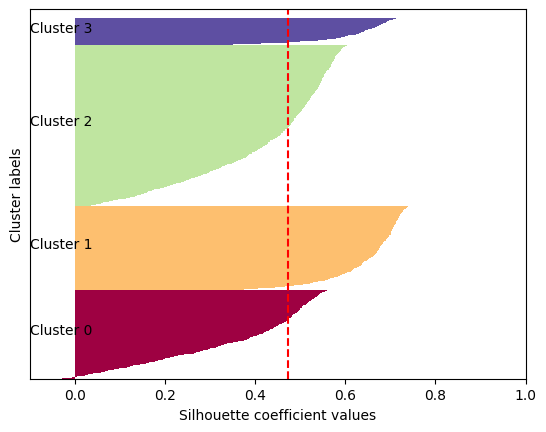 Cluster 3
Cluster 2
Cluster 1
Cluster 0
Cluster labels
0.0 0.2 0.4 0.6 0.8 1.0
Silhouette coefficient values